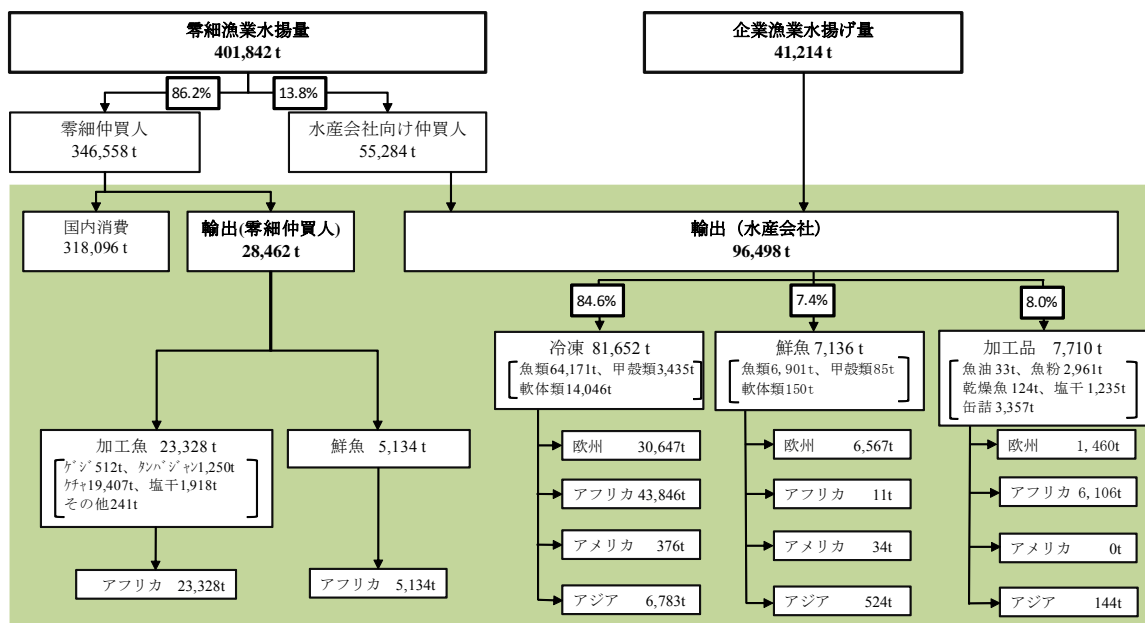 零細漁業水揚量
401,842 t
企業漁業水揚げ量
41,214 t
86.2%
13.8%
零細仲買人
346,558 t
水産会社向け仲買人
55,284 t
国内消費
318,096 t
輸出(零細仲買人)
28,462 t
輸出（水産会社）
96,498 t
84.6%
7.4%
8.0%
冷凍 81,652 t
魚類64,171t、甲殻類3,435t
軟体類14,046t
鮮魚 7,136 t
魚類6,901t、甲殻類85t
軟体類150t
加工品 7,710 t
魚油 33t、魚粉 2,961t
乾燥魚 124t、塩干 1,235t
缶詰 3,357t
加工魚 23,328 t
ｹﾞｼﾞ512t、ﾀﾝﾊﾞｼﾞｬﾝ1,250t
ｹﾁｬ19,407t、塩干1,918t
その他241t
鮮魚 5,134 t
アフリカ 23,328t
アフリカ 5,134t
欧州 30,647t
アフリカ 43,846t
アメリカ 376t
アジア 6,783t
欧州 6,567t
アフリカ 11t
アメリカ 34t
アジア 524t
欧州 1,460t
アフリカ 6,106t
アメリカ 0t
アジア 144t